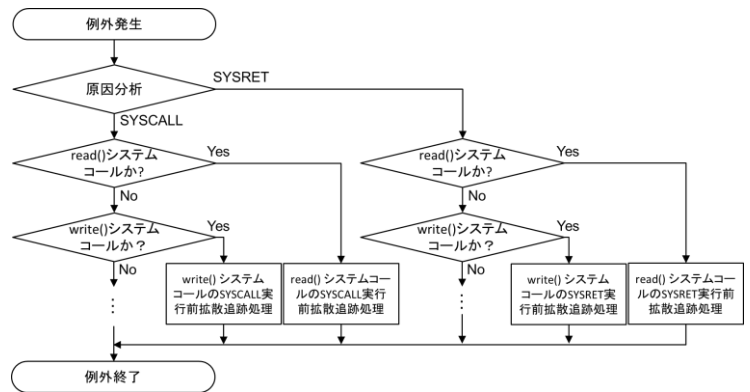 例外発生
原因分析
SYSRET
SYSCALL
read()システム
コールか?
Yes
No
write()システム
コールか？
Yes
No
write() システム
コールのSYSCALL実
行前拡散追跡処理
read() システムコー
ルのSYSCALL実行
前拡散追跡処理
⋮
read()システム
コールか?
Yes
No
write()システム
コールか？
Yes
No
write() システム
コールのSYSRET実
行前拡散追跡処理
read() システムコー
ルのSYSRET実行前
拡散追跡処理
⋮
例外終了